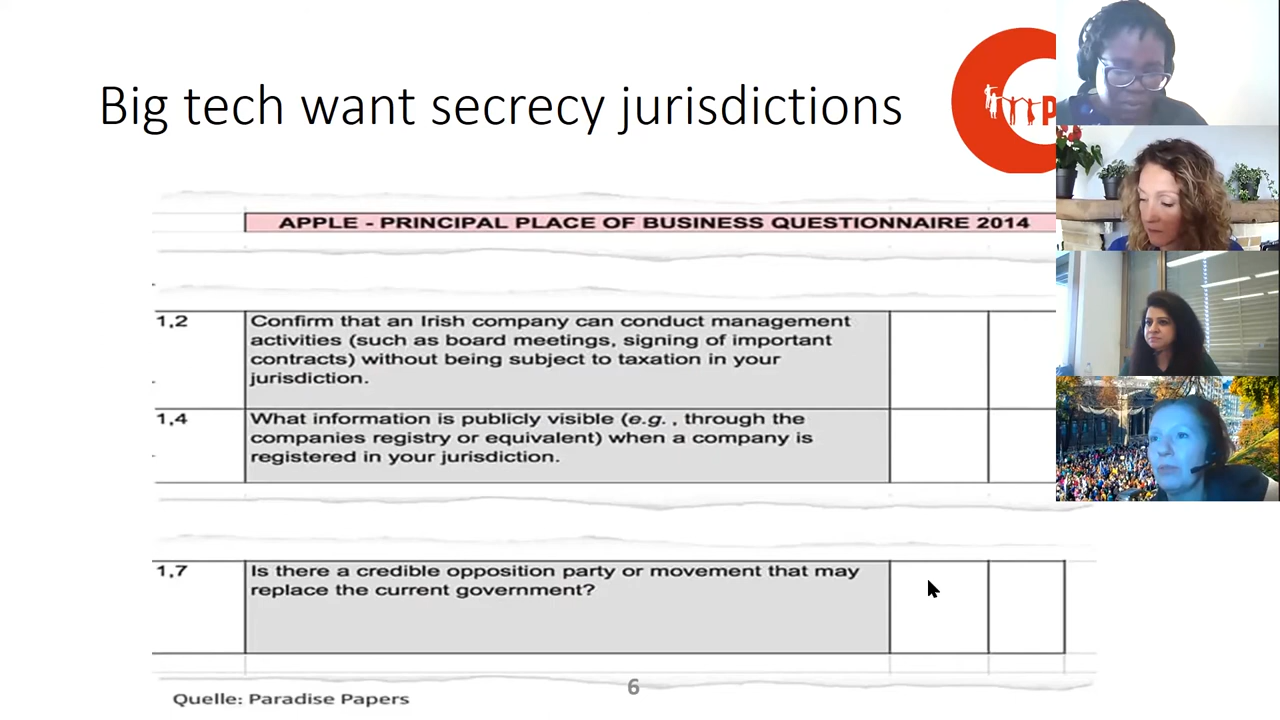 Big tech want secrecy jurisdictions
P
APPLE - PRINCIPAL PLACE OF BUSINESS QUESTIONNAIRE 2014
1,2
Confirm that an Irish company can conduct management
activities (such as board meetings, signing of important
contracts) without being subject to taxation in your
jurisdiction.
1,4
What information is publicly visible (e.g. , through the
companies registry or equivalent) when a company is
registered in your jurisdiction.
1,7
Is there a credible opposition party or movement that may
replace the current government?
Quelle: Paradise Papers
6